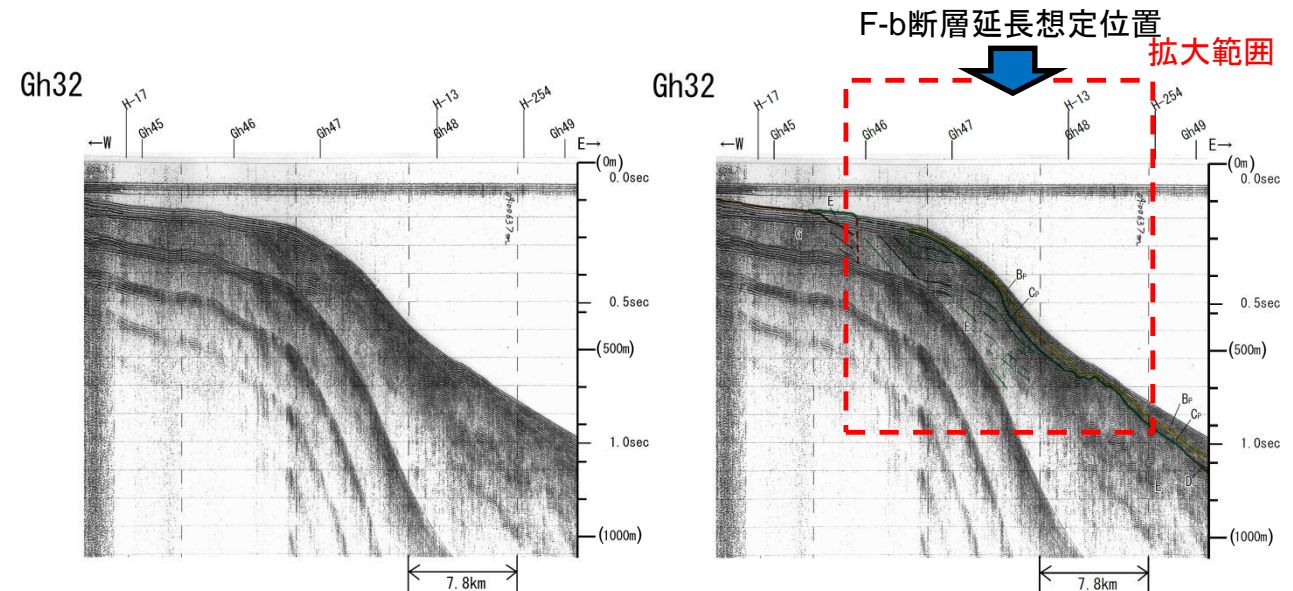 F-b断層延長想定位置
拡大範囲
Gh32
H-17
Gh45
Gh46
Gh47
H-13
Gh48
H-254
Gh49
←W
E→
(0m)
0.0sec
0.5sec
(500m)
1.0sec
(1000m)
7.8km
Gh32
H-17
Gh45
Gh46
Gh47
H-13
Gh48
H-254
Gh49
←W
E→
(0m)
0.0sec
E
G
BP
CP
E
0.5sec
(500m)
BP
CP
1.0sec
E
D
(1000m)
7.8km